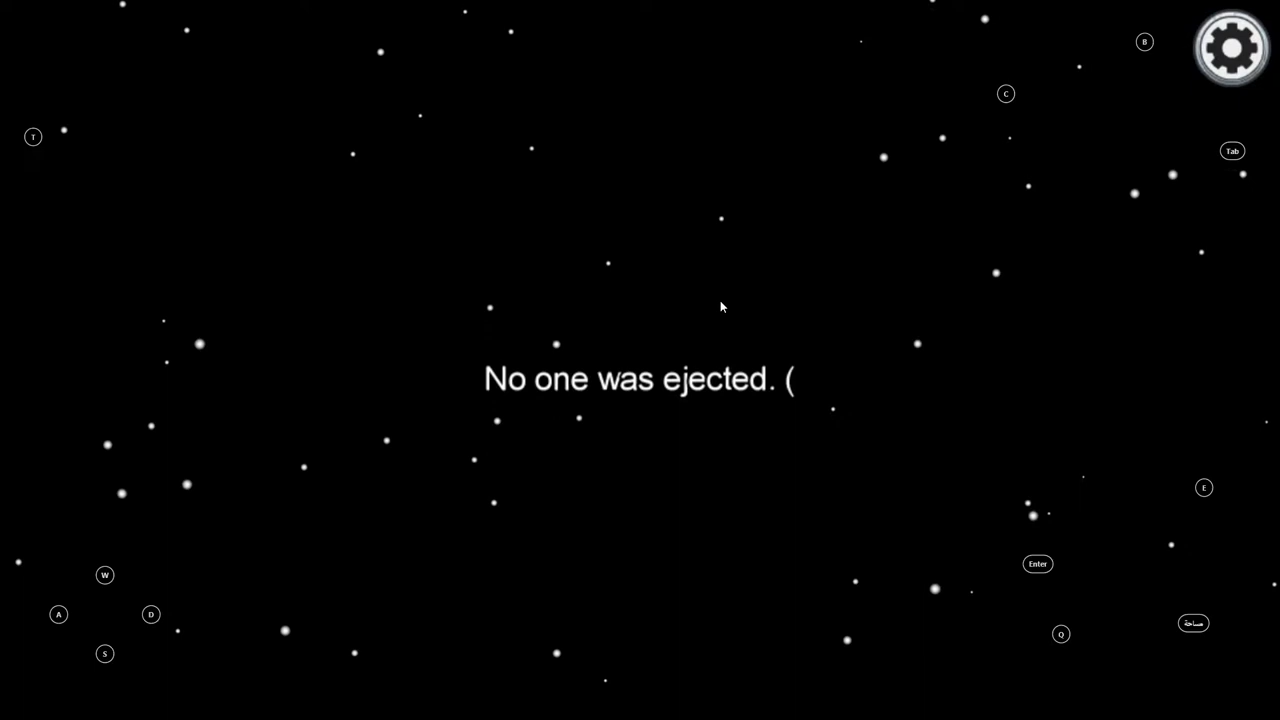 B
C
T
Tab
No one was ejected. (
E
Enter
W
A
D
مساحة
Q
S